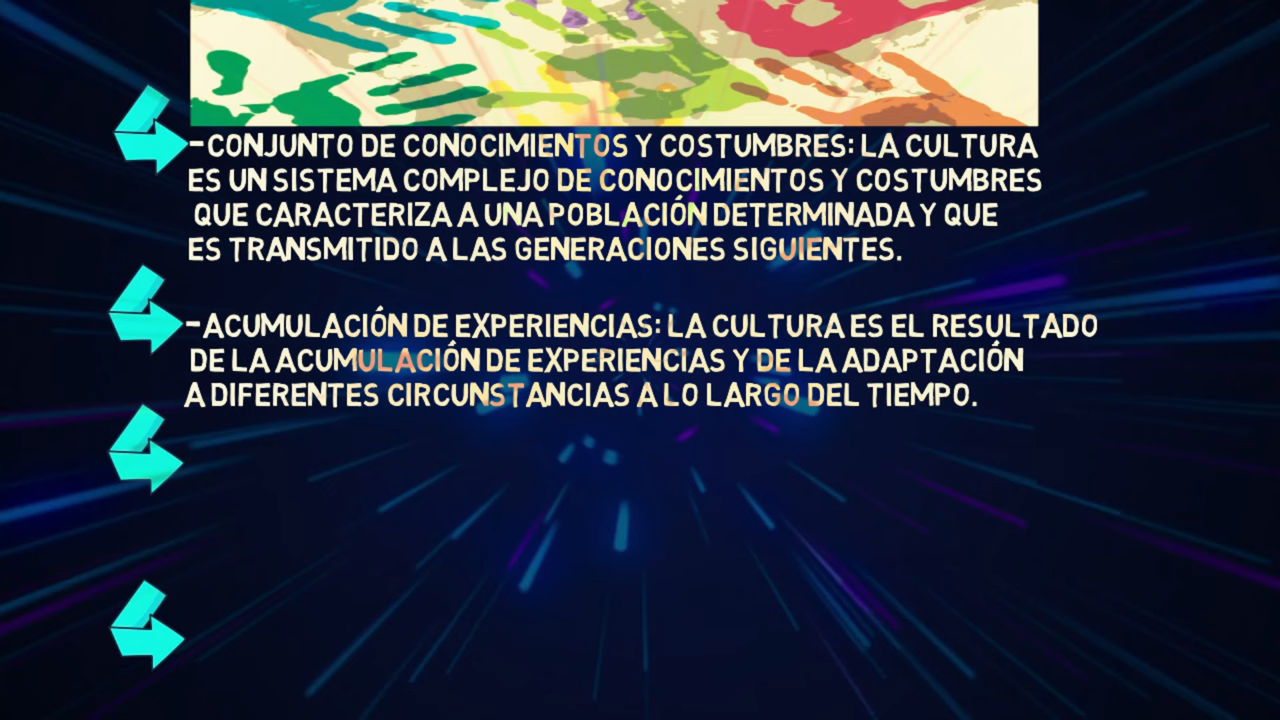 -CONJUNTO DE CONOCIMIENTOS Y COSTUMBRES: LA CULTURA
ES UN SISTEMA COMPLEJO DE CONOCIMIENTOS Y COSTUMBRES
QUE CARACTERIZA A UNA POBLACIÓN DETERMINADA Y QUE
ES TRANSMITIDO A LAS GENERACIONES SIGUIENTES.
-ACUMULACIÓN DE EXPERIENCIAS: LA CULTURA ES EL RESULTADO
DE LA ACUMULACIÓN DE EXPERIENCIAS Y DE LA ADAPTACIÓN
A DIFERENTES CIRCUNSTANCIAS A LO LARGO DEL TIEMPO.